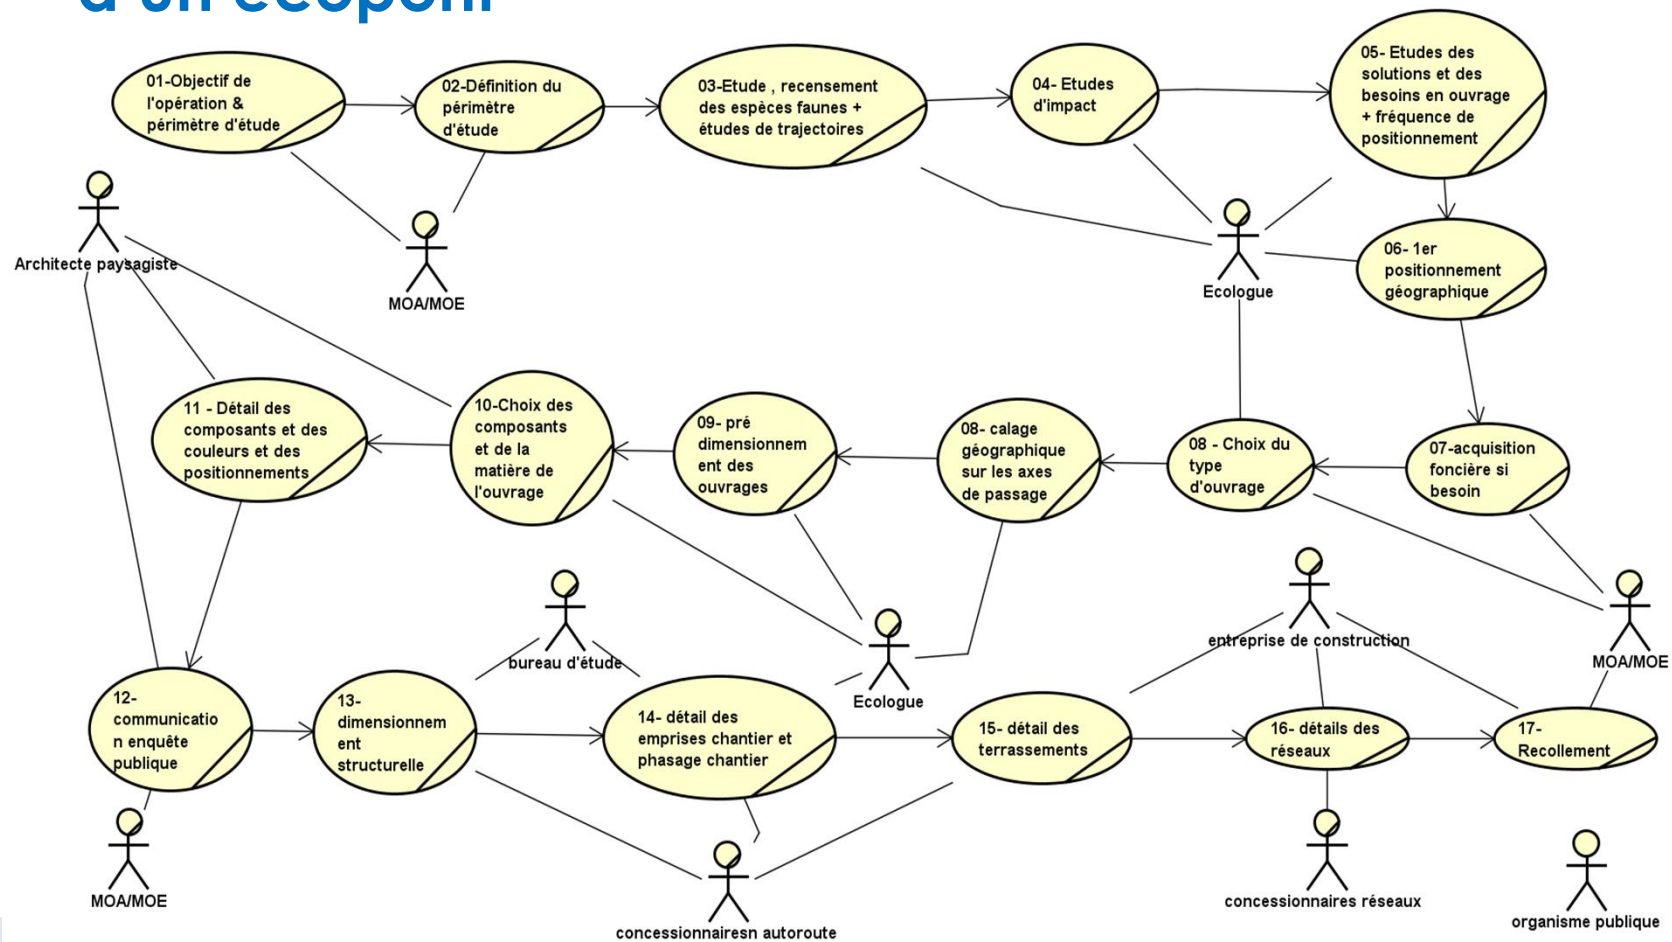 d'un écopont
01-Objectif de
l'opération &
périmètre d'étude
02-Définition du
périmètre
d'étude
03-Etude , recensement
des espèces faunes +
études de trajectoires
04- Etudes
d'impact
05- Etudes des
solutions et des
besoins en ouvrage
+ fréquence de
positionnement
Architecte paysagiste
MOA/MOE
Ecologue
06- 1er
positionnement
géographique
11 - Détail des
composants et des
couleurs et des
positionnements
10-Choix des
composants
et de la
matière de
l'ouvrage
09- pré
dimensionnem
ent des
ouvrages
08- calage
géographique
sur les axes
de passage
08 - Choix du
type
d'ouvrage
07-acquisition
foncière si
besoin
bureau d'étude
Ecologue
entreprise de construction
MOA/MOE
12-
communicatio
n enquête
publique
13-
dimensionnem
ent
structurelle
14- détail des
emprises chantier et
phasage chantier
15- détail des
terrassements
16- détails des
réseaux
17-
Recollement
MOA/MOE
concessionnairesn autoroute
concessionnaires réseaux
organisme publique